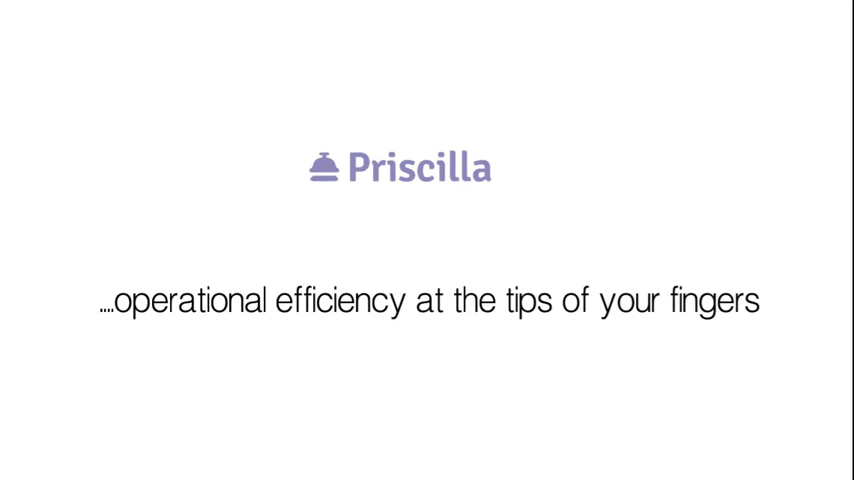 Priscilla
....operational efficiency at the tips of your fingers